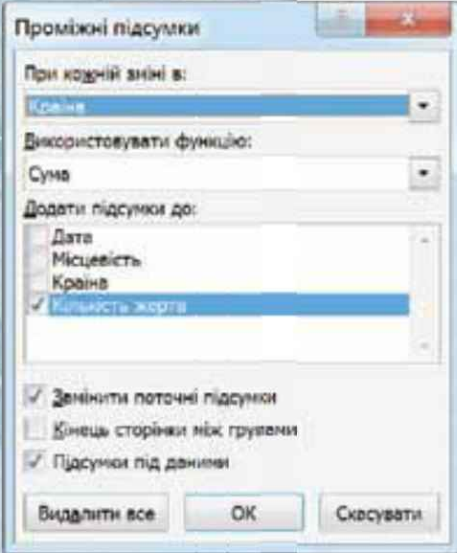 Проміжні підсумки
При кожній зміні в:
Країна
Використовувати функцію:
Сума
Додати підсумки до:
Дата
Місцевість
Країна
Кількість жертв
Замінити поточні підсумки
Кінець сторінки між групами
Підсумки під даними
Видалити все
ОК
Скасувати